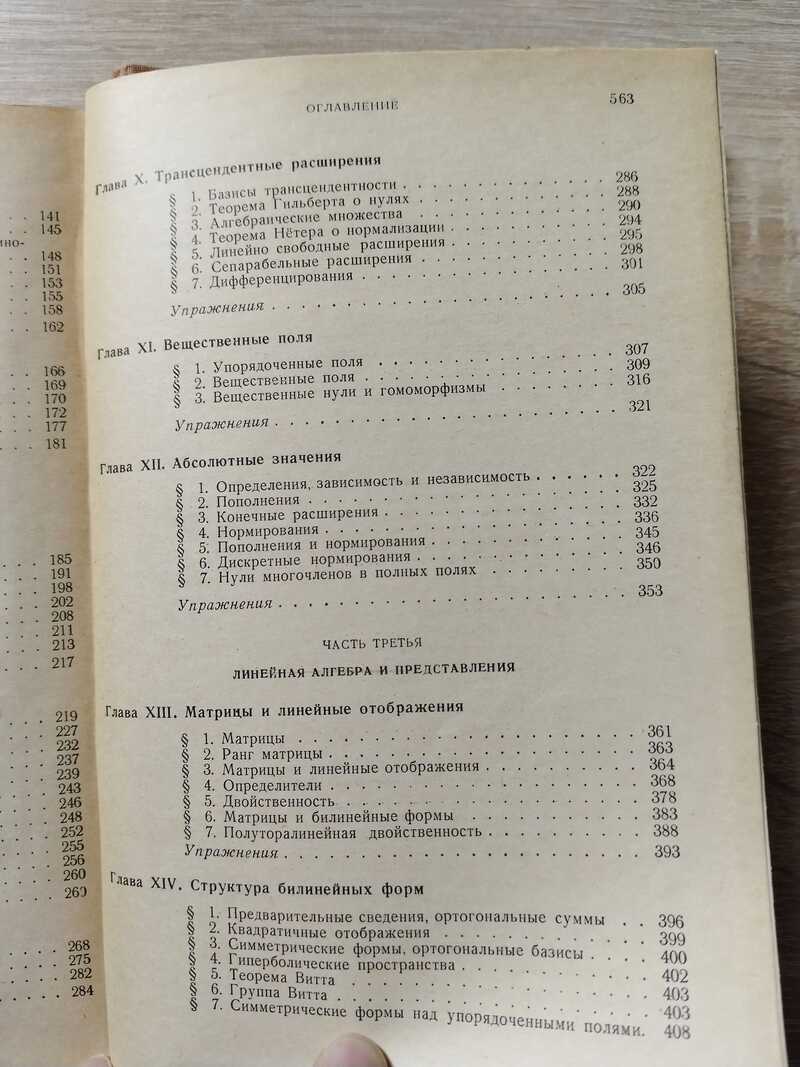 141
145
ино-
148
151
153
155
158
162
166
169
170
172
177
181
185
191
198
202
208
211
213
217
219
227
232
237
239
243
246
248
252
255
256
260
260
268
275
282
284
ОГЛАВЛЕНИЕ 563
Глава X. Трансцендентные расширения
§ 1. Базисы трансцендентности . . . . . . . . . . . 286
§ 2. Теорема Гильберта о нулях . . . . . . . . . . . 288
§ 3. Алгебраические множества . . . . . . . . . . . 290
§ 4. Теорема Нётера о нормализации . . . . . . . . . 294
§ 5. Линейно свободные расширения . . . . . . . . . 295
§ 6. Сепарабельные расширения . . . . . . . . . . . 298
§ 7. Дифференцирования . . . . . . . . . . . . . . 301
Упражнения . . . . . . . . . . . . . . . . . . . 305
Глава XI. Вещественные поля
§ 1. Упорядоченные поля . . . . . . . . . . . . . . 307
§ 2. Вещественные поля . . . . . . . . . . . . . . 309
§ 3. Вещественные нули и гомоморфизмы . . . . . . . 316
Упражнения . . . . . . . . . . . . . . . . . . . 321
Глава XII. Абсолютные значения
§ 1. Определения, зависимость и независимость . . . . . 322
§ 2. Пополнения . . . . . . . . . . . . . . . . . 325
§ 3. Конечные расширения . . . . . . . . . . . . . 332
§ 4. Нормирования . . . . . . . . . . . . . . . . 336
§ 5. Пополнения и нормирования . . . . . . . . . . 345
§ 6. Дискретные нормирования . . . . . . . . . . . 346
§ 7. Нули многочленов в полных полях . . . . . . . . 350
Упражнения . . . . . . . . . . . . . . . . . . . 353
ЧАСТЬ ТРЕТЬЯ
ЛИНЕЙНАЯ АЛГЕБРА И ПРЕДСТАВЛЕНИЯ
Глава XIII. Матрицы и линейные отображения
§ 1. Матрицы . . . . . . . . . . . . . . . . . . 361
§ 2. Ранг матрицы . . . . . . . . . . . . . . . . 363
§ 3. Матрицы и линейные отображения . . . . . . . . 364
§ 4. Определители . . . . . . . . . . . . . . . . 368
§ 5. Двойственность . . . . . . . . . . . . . . . 378
§ 6. Матрицы и билинейные формы . . . . . . . . . . 383
§ 7. Полуторалинейная двойственность . . . . . . . . 388
Упражнения . . . . . . . . . . . . . . . . . . . 393
Глава XIV. Структура билинейных форм
§ 1. Предварительные сведения, ортогональные суммы . . 396
§ 2. Квадратичные отображения . . . . . . . . . . . 399
§ 3. Симметрические формы, ортогональные базисы . . . . 400
§ 4. Гиперболические пространства . . . . . . . . . . 402
§ 5. Теорема Витта . . . . . . . . . . . . . . . . 403
§ 6. Группа Витта . . . . . . . . . . . . . . . . 403
§ 7. Симметрические формы над упорядоченными полями. 408